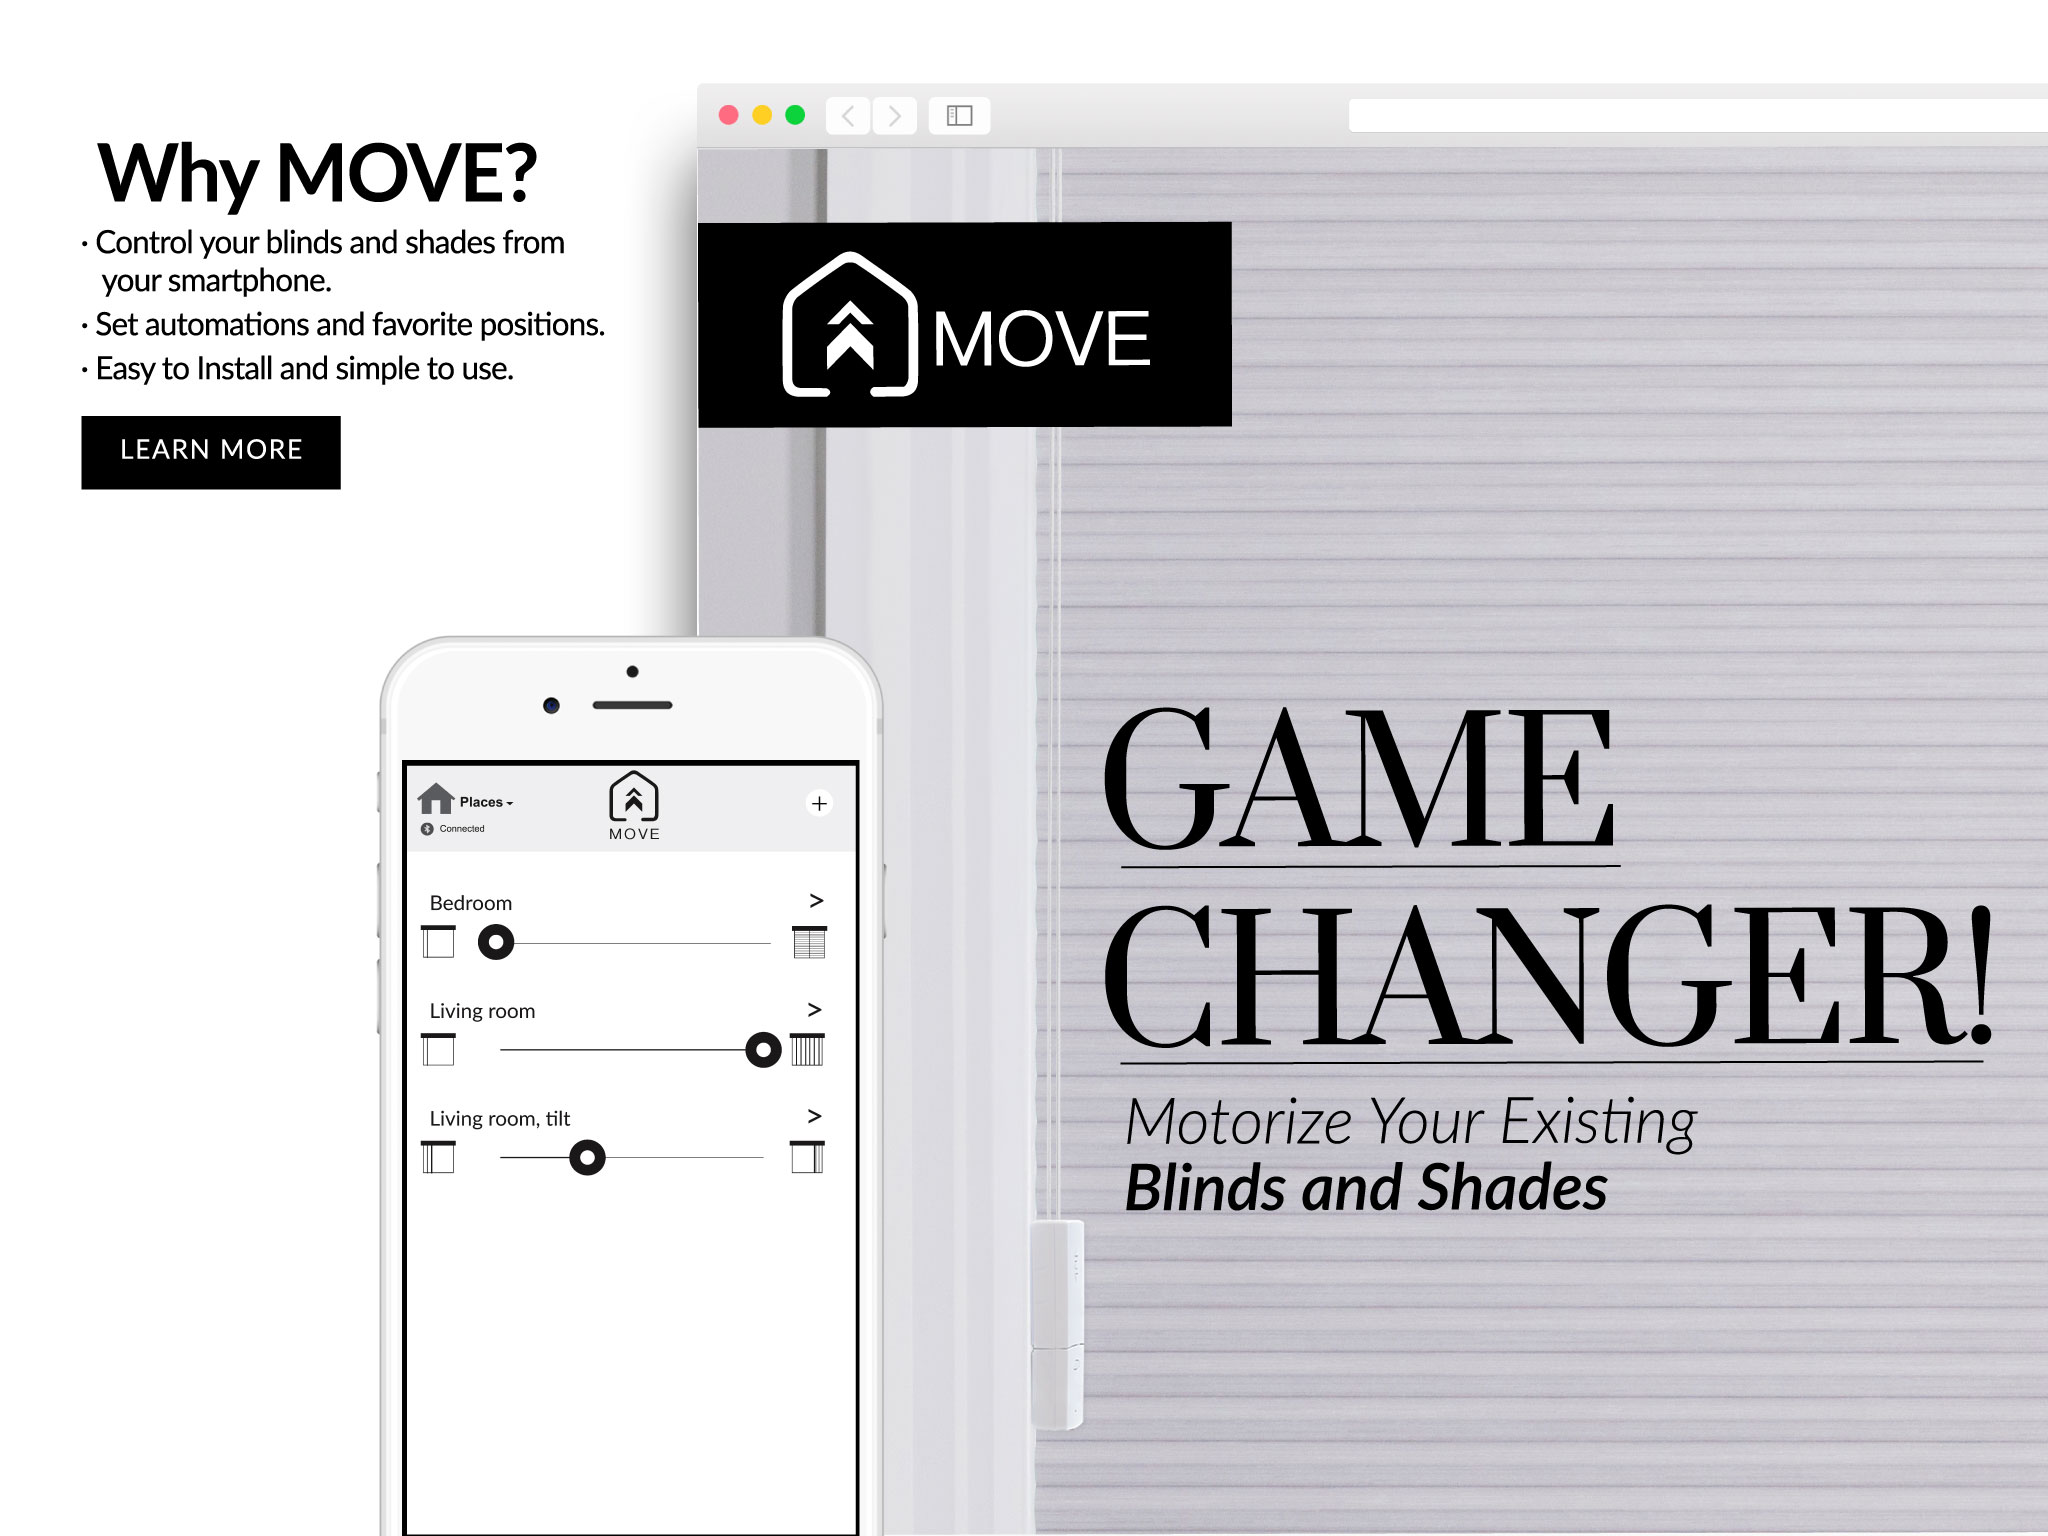 Why MOVE?
· Control your blinds and shades from
your smartphone.
· Set automations and favorite positions.
· Easy to Install and simple to use.
LEARN MORE
MOVE
GAME
CHANGER!
Motorize Your Existing
Blinds and Shades
Places
Connected
MOVE
Bedroom
>
Living room
>
Living room, tilt
>